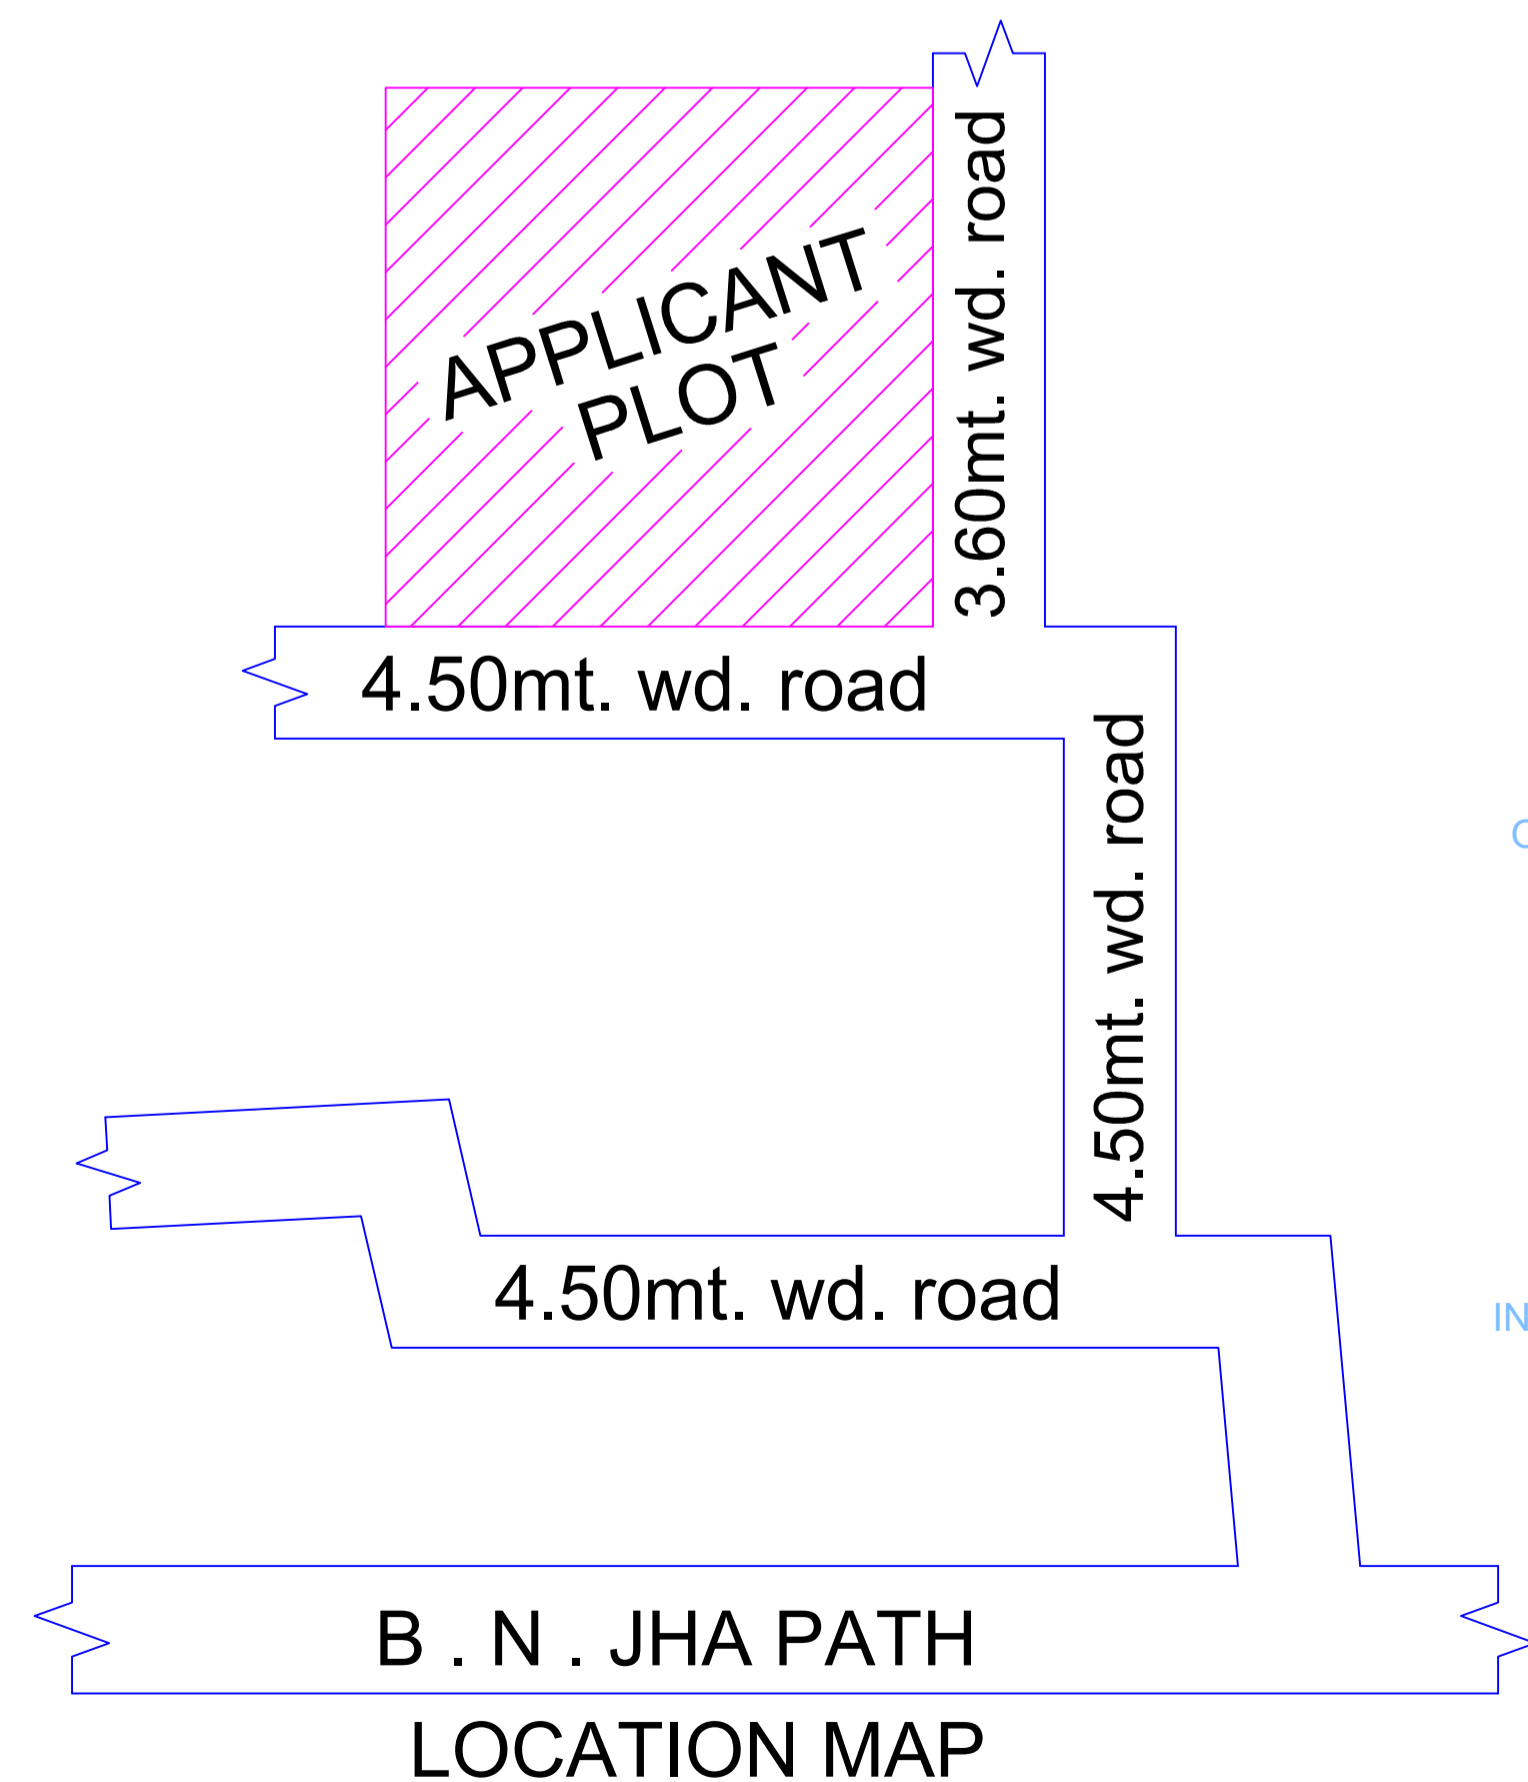 APPLICANT
PLOT
3.60mt. wd. road
4.50mt. wd. road
4.50mt. wd. road
4.50mt. wd. road
B . N . JHA PATH
LOCATION MAP